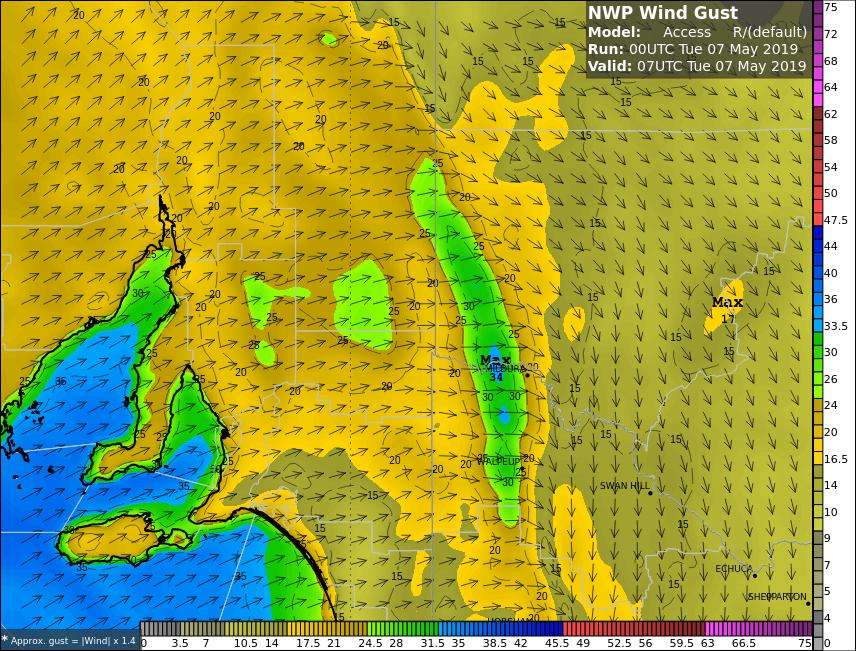 NWP Wind Gust
Model: Access R/(default)
Run: 00UTC Tue 07 May 2019
Valid: 07UTC Tue 07 May 2019
75
72
68
64
62
58
54
50
47.5
44
40
36
33.5
30
26
24
20
16.5
14
10
9
7
5
4
0
Max
17
Max
MILDURA
34
WALPEUP
SWAN HILL
ECHUCA
SHEPPARTON
* Approx. gust = |Wind| x 1.4
0 3.5 7 10.5 14 17.5 21 24.5 28 31.5 35 38.5 42 45.5 49 52.5 56 59.5 63 66.5 75